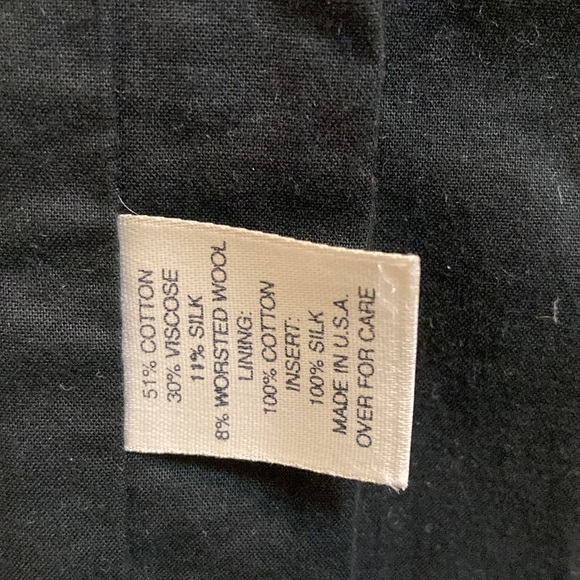 51% COTTON
30% VISCOSE
11% SILK
8% WORSTED WOOL
LINING:
100% COTTON
INSERT:
100% SILK
MADE IN U.S.A.
OVER FOR CARE